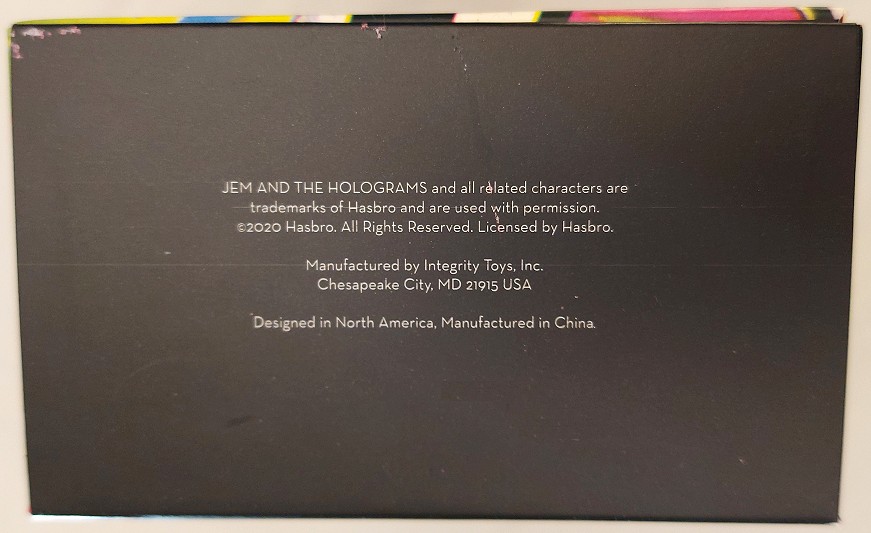 JEM AND THE HOLOGRAMS and all related characters are
trademarks of Hasbro and are used with permission.
©2020 Hasbro. All Rights Reserved. Licensed by Hasbro.
Manufactured by Integrity Toys, Inc.
Chesapeake City, MD 21915 USA
Designed in North America, Manufactured in China.